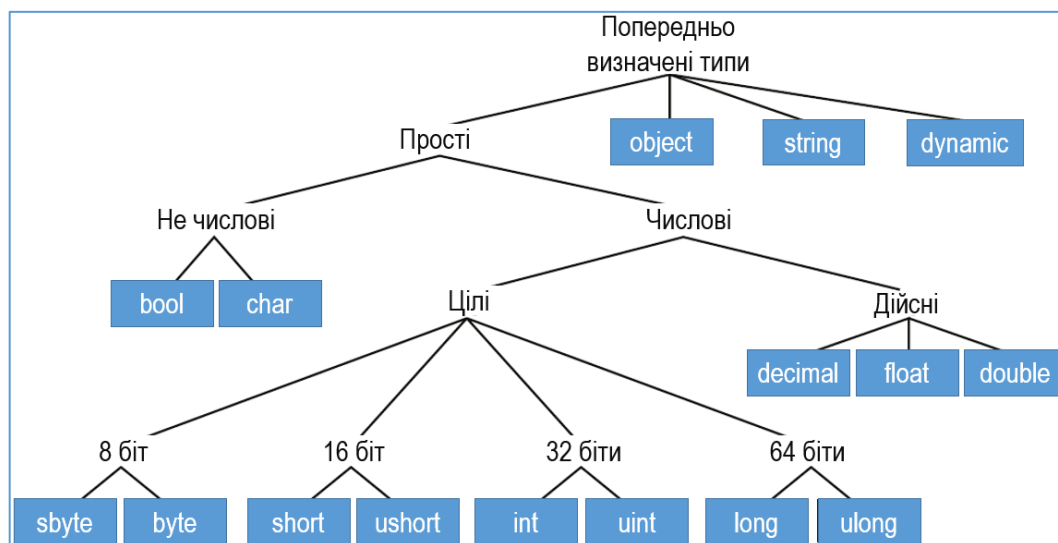 Попередньо
визначені типи
Прості
object
string
dynamic
Не числові
Числові
bool
char
Цілі
Дійсні
decimal
float
double
8 біт
16 біт
32 біти
64 біти
sbyte
byte
short
ushort
int
uint
long
ulong